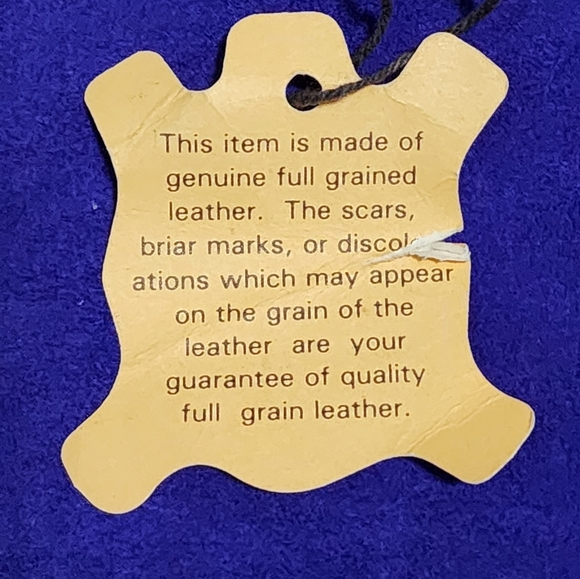 This item is made of
genuine full grained
leather. The scars,
briar marks, or discol
ations which may appear
on the grain of the
leather are your
guarantee of quality
full grain leather.